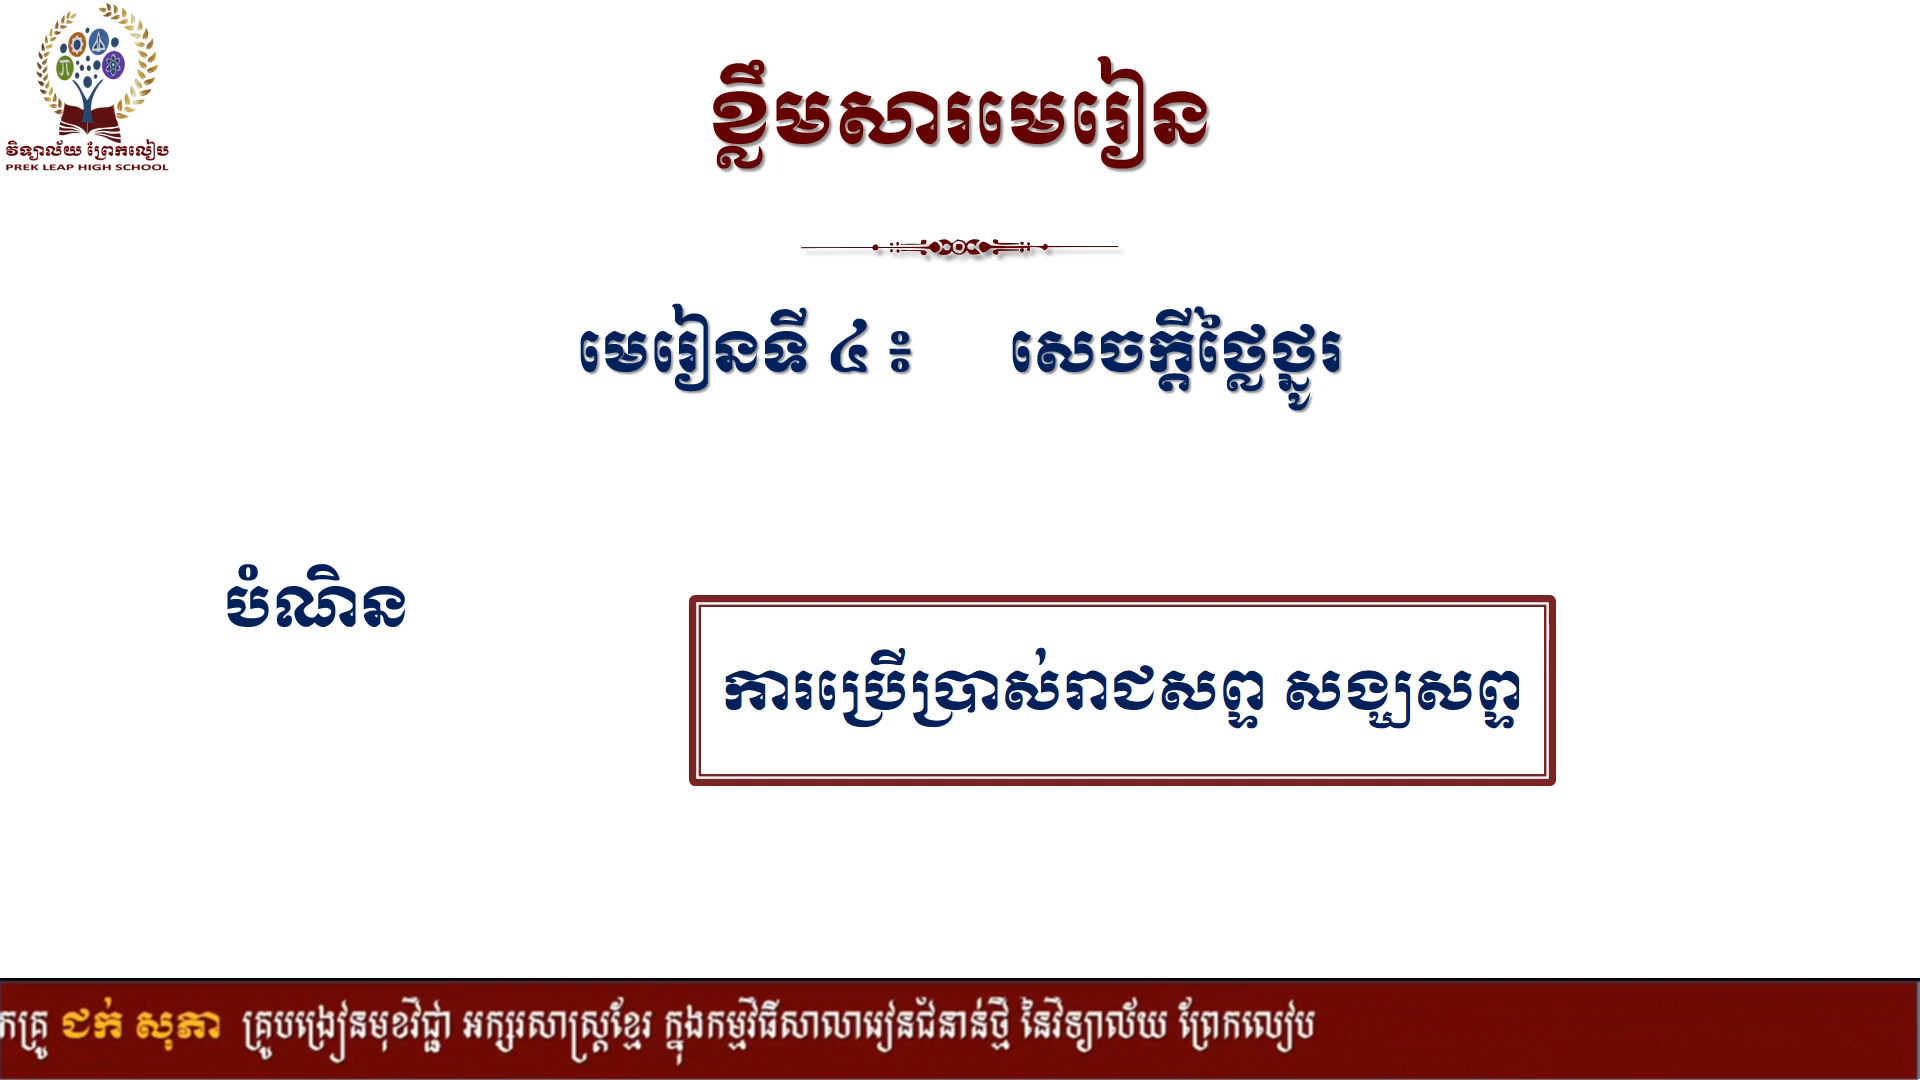 វិទ្យាល័យ ព្រែកលៀប
PREK LEAP HIGH SCHOOL
ខ្លឹមសារមេរៀន
មេរៀនទី ៤ ៖ សេចក្ដីថ្លៃថ្នូរ
បំណិន
ការប្រើប្រាស់រាជសព្ទ សង្ឃសព្ទ
កគ្រូ ជក់ សុភា គ្រូបង្រៀនមុខវិជ្ជា អក្សរសាស្ត្រខ្មែរ ក្នុងកម្មវិធីសាលារៀនជំនាន់ថ្មី នៃវិទ្យាល័យ ព្រែកលៀប